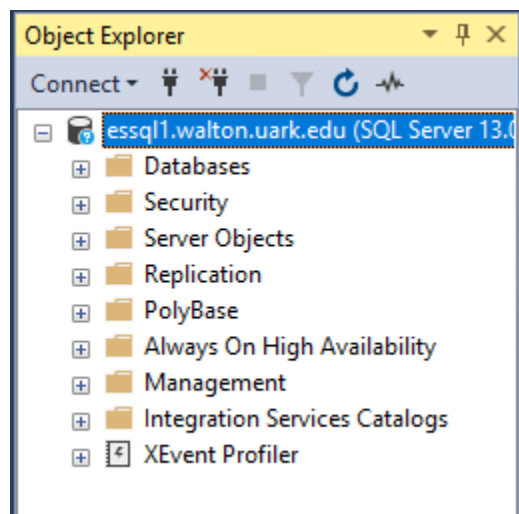 Object Explorer
Connect
essql1.walton.uark.edu (SQL Server 13.0
Databases
Security
Server Objects
Replication
PolyBase
Always On High Availability
Management
Integration Services Catalogs
XEvent Profiler